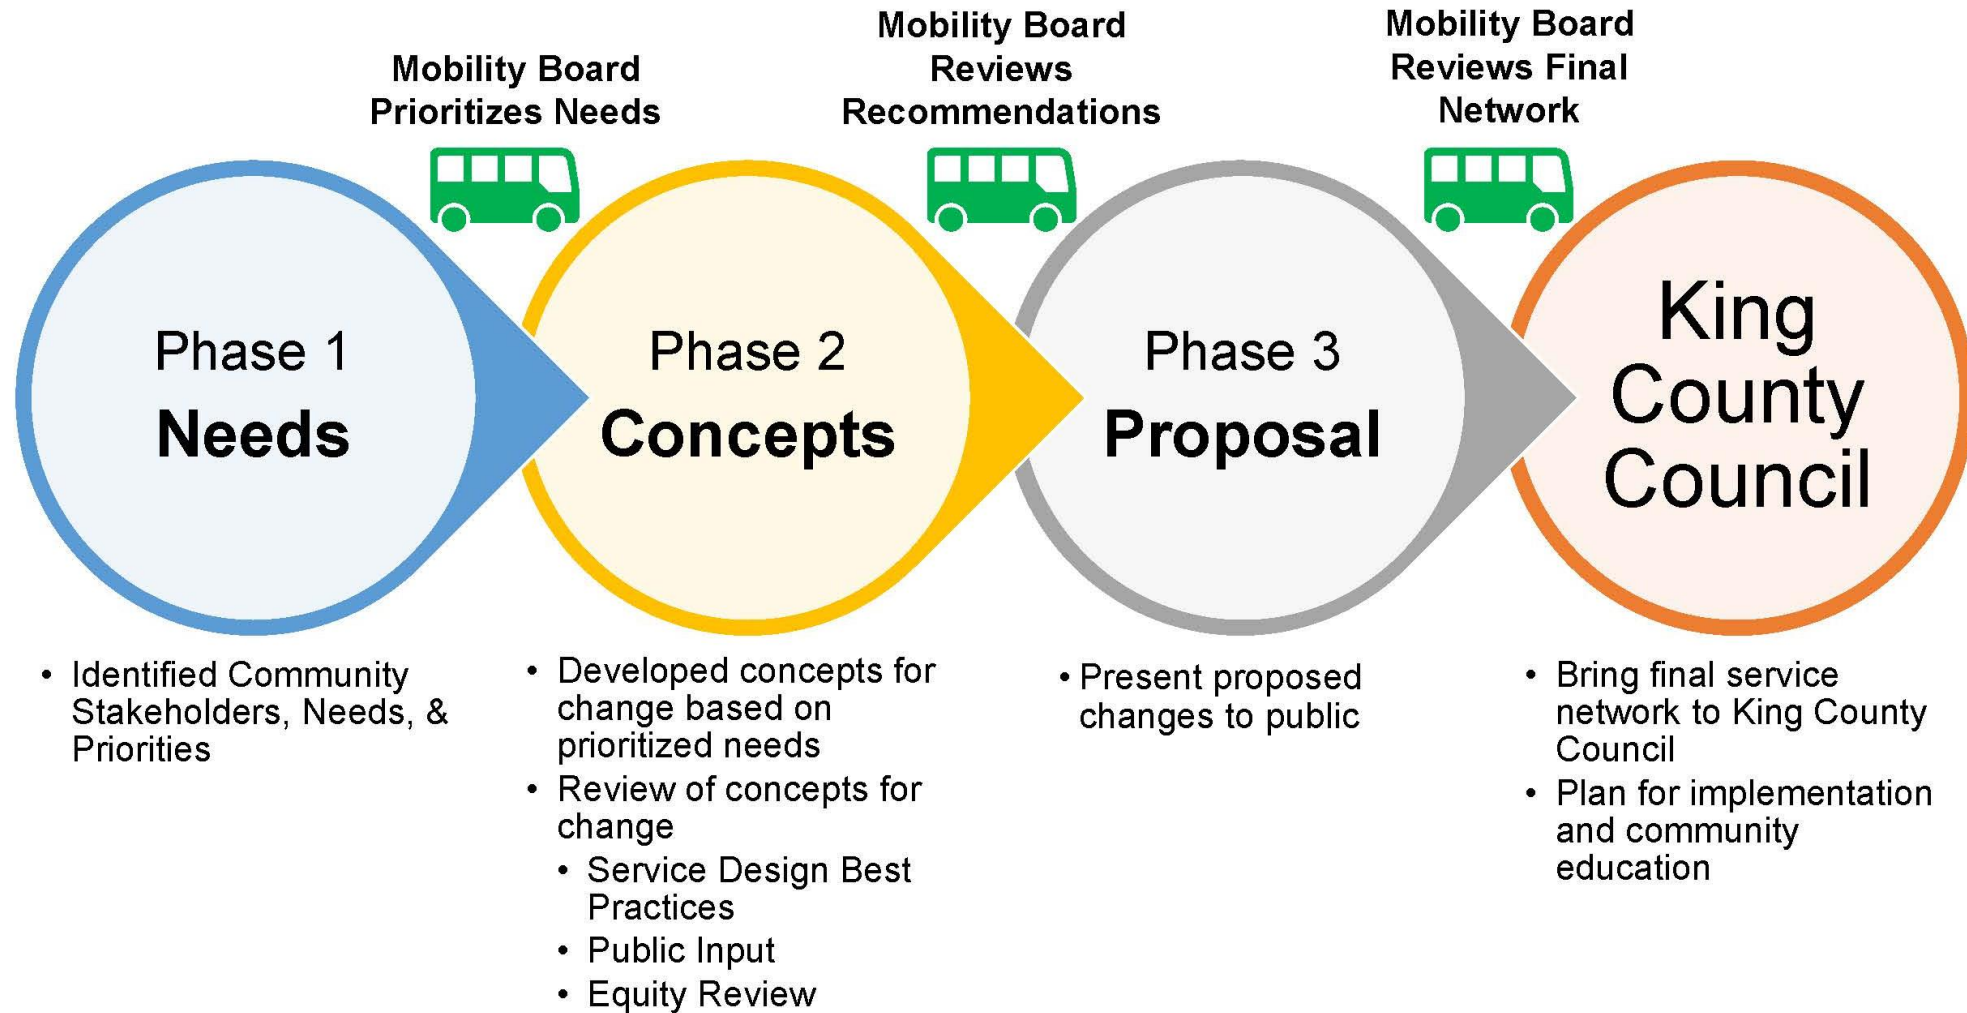 Mobility Board
Prioritizes Needs
Mobility Board
Reviews
Recommendations
Mobility Board
Reviews Final
Network
Phase 1
Needs
Phase 2
Concepts
Phase 3
Proposal
King
County
Council
• Identified Community
Stakeholders, Needs, &
Priorities
• Developed concepts for
change based on
prioritized needs
• Review of concepts for
change
• Service Design Best
Practices
• Public Input
• Equity Review
• Present proposed
changes to public
• Bring final service
network to King County
Council
• Plan for implementation
and community
education